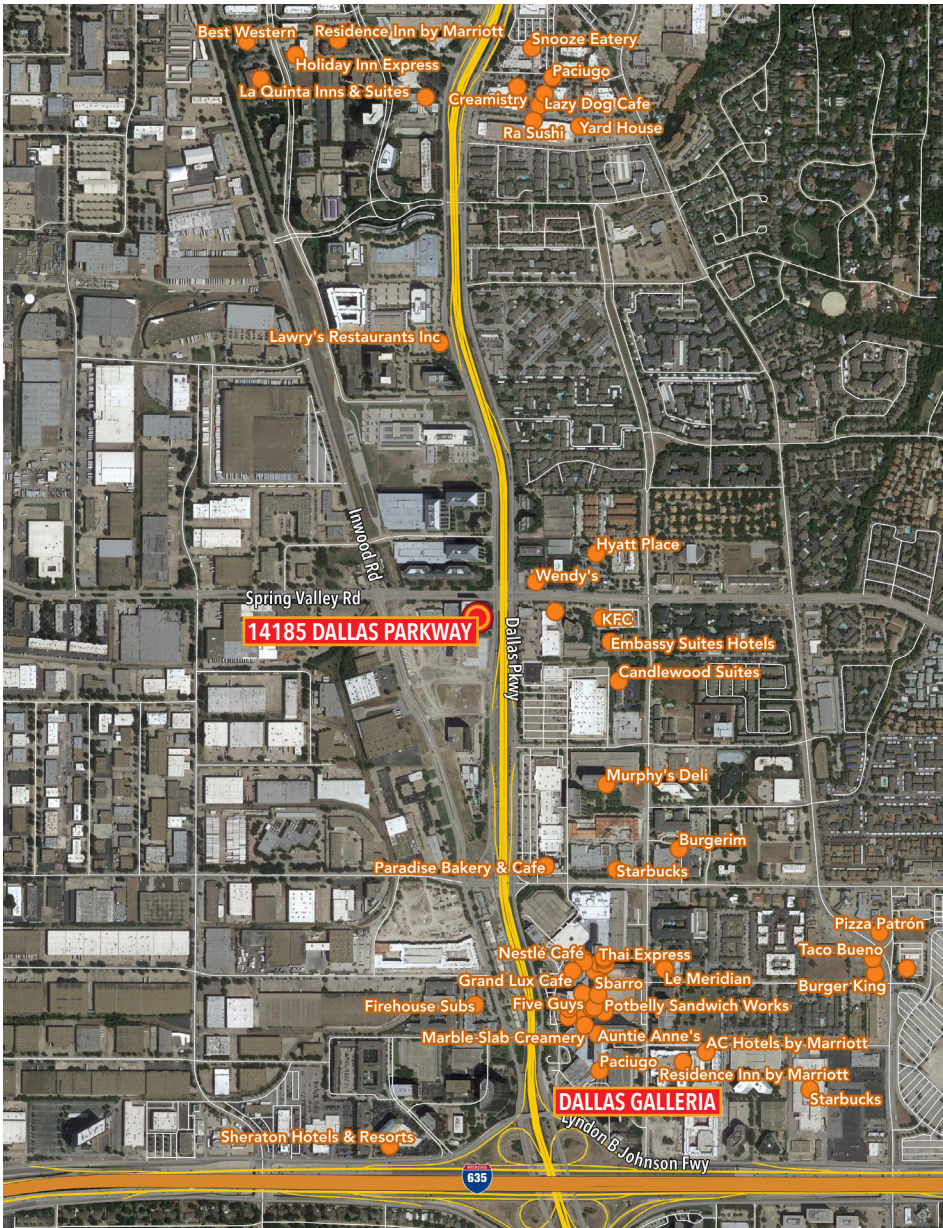 Best Western
Residence Inn by Marriott
Snooze Eatery
Holiday Inn Express
Paciugo
La Quinta Inns & Suites
Creamistry
Lazy Dog Cafe
Ra Sushi
Yard House
Lawry's Restaurants Inc
Inwood Rd
Hyatt Place
Wendy's
Spring Valley Rd
14185 DALLAS PARKWAY
KFC
Dallas Pkwy
Embassy Suites Hotels
Candlewood Suites
Murphy's Deli
Burgerim
Paradise Bakery & Cafe
Starbucks
Pizza Patrón
Nestlé Café
Thai Express
Taco Bueno
Grand Lux Cafe
Sbarro
Le Meridian
Burger King
Firehouse Subs
Five Guys
Potbelly Sandwich Works
Marble Slab Creamery
Auntie Anne's
AC Hotels by Marriott
Paciugo
Residence Inn by Marriott
Starbucks
DALLAS GALLERIA
Lyndon B Johnson Fwy
Sheraton Hotels & Resorts
INTERSTATE
635